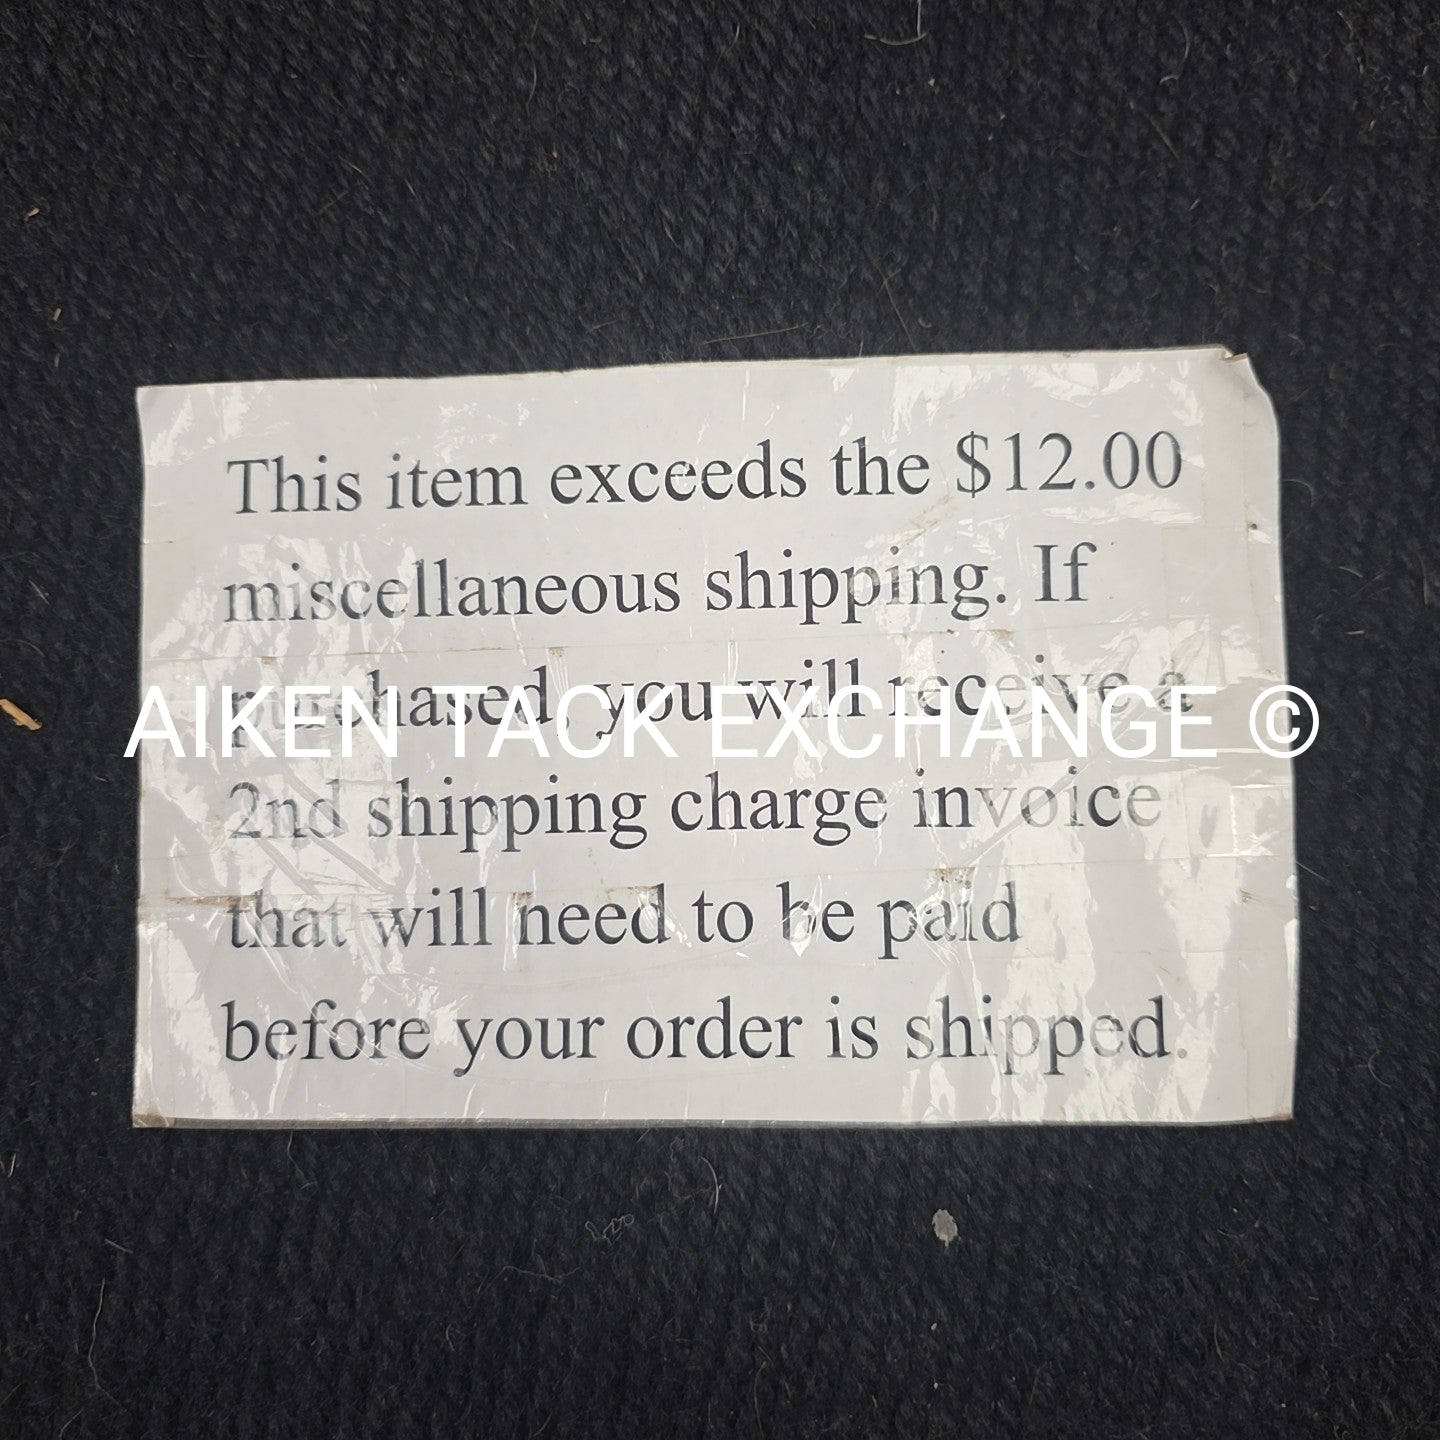 This item exceeds the $12.00
miscellaneous shipping. If
purchased, you will receive a
AIKEN TACK EXCHANGE ©
2nd shipping charge invoice
that will need to be paid
before your order is shipped.